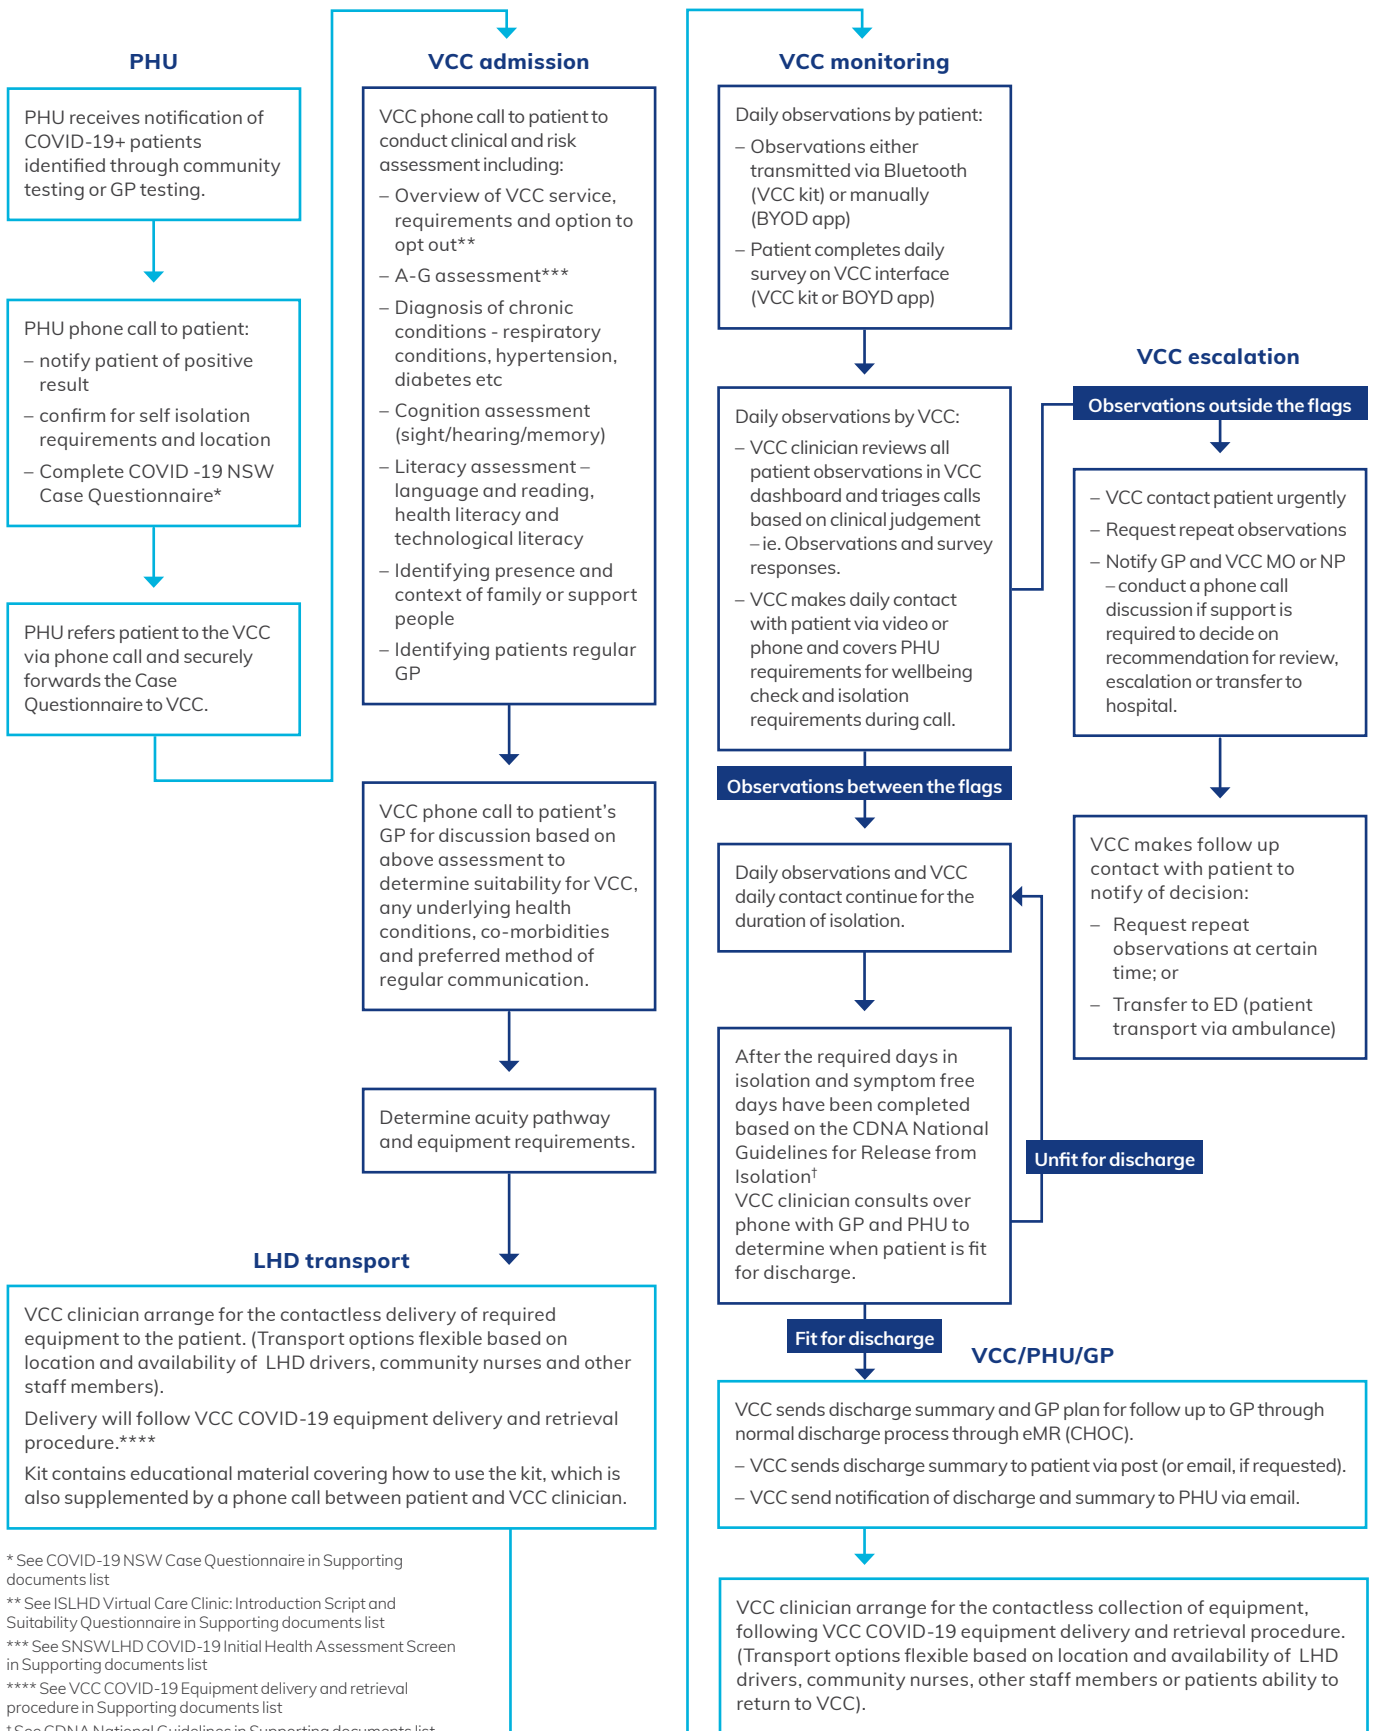 PHU
PHU receives notification of
COVID-19+ patients
identified through community
testing or GP testing.
PHU phone call to patient:
– notify patient of positive
result
– confirm for self isolation
requirements and location
– Complete COVID -19 NSW
Case Questionnaire*
PHU refers patient to the VCC
via phone call and securely
forwards the Case
Questionnaire to VCC.
VCC admission
VCC phone call to patient to
conduct clinical and risk
assessment including:
– Overview of VCC service,
requirements and option to
opt out**
– A-G assessment***
– Diagnosis of chronic
conditions - respiratory
conditions, hypertension,
diabetes etc
– Cognition assessment
(sight/hearing/memory)
– Literacy assessment –
language and reading,
health literacy and
technological literacy
– Identifying presence and
context of family or support
people
– Identifying patients regular
GP
VCC phone call to patient's
GP for discussion based on
above assessment to
determine suitability for VCC,
any underlying health
conditions, co-morbidities
and preferred method of
regular communication.
Determine acuity pathway
and equipment requirements.
LHD transport
VCC clinician arrange for the contactless delivery of required
equipment to the patient. (Transport options flexible based on
location and availability of LHD drivers, community nurses and other
staff members).
Delivery will follow VCC COVID-19 equipment delivery and retrieval
procedure.****
Kit contains educational material covering how to use the kit, which is
also supplemented by a phone call between patient and VCC clinician.
* See COVID-19 NSW Case Questionnaire in Supporting
documents list
** See ISLHD Virtual Care Clinic: Introduction Script and
Suitability Questionnaire in Supporting documents list
*** See SNSWLHD COVID-19 Initial Health Assessment Screen
in Supporting documents list
**** See VCC COVID-19 Equipment delivery and retrieval
procedure in Supporting documents list
† See CDNA National Guidelines in Supporting documents list
VCC monitoring
Daily observations by patient:
– Observations either
transmitted via Bluetooth
(VCC kit) or manually
(BYOD app)
– Patient completes daily
survey on VCC interface
(VCC kit or BOYD app)
Daily observations by VCC:
– VCC clinician reviews all
patient observations in VCC
dashboard and triages calls
based on clinical judgement
– ie. Observations and survey
responses.
– VCC makes daily contact
with patient via video or
phone and covers PHU
requirements for wellbeing
check and isolation
requirements during call.
Observations between the flags
Daily observations and VCC
daily contact continue for the
duration of isolation.
After the required days in
isolation and symptom free
days have been completed
based on the CDNA National
Guidelines for Release from
Isolation†
VCC clinician consults over
phone with GP and PHU to
determine when patient is fit
for discharge.
Unfit for discharge
Fit for discharge
VCC escalation
Observations outside the flags
– VCC contact patient urgently
– Request repeat observations
– Notify GP and VCC MO or NP
– conduct a phone call
discussion if support is
required to decide on
recommendation for review,
escalation or transfer to
hospital.
VCC makes follow up
contact with patient to
notify of decision:
– Request repeat
observations at certain
time; or
– Transfer to ED (patient
transport via ambulance)
VCC/PHU/GP
VCC sends discharge summary and GP plan for follow up to GP through
normal discharge process through eMR (CHOC).
– VCC sends discharge summary to patient via post (or email, if requested).
– VCC send notification of discharge and summary to PHU via email.
VCC clinician arrange for the contactless collection of equipment,
following VCC COVID-19 equipment delivery and retrieval procedure.
(Transport options flexible based on location and availability of LHD
drivers, community nurses, other staff members or patients ability to
return to VCC).